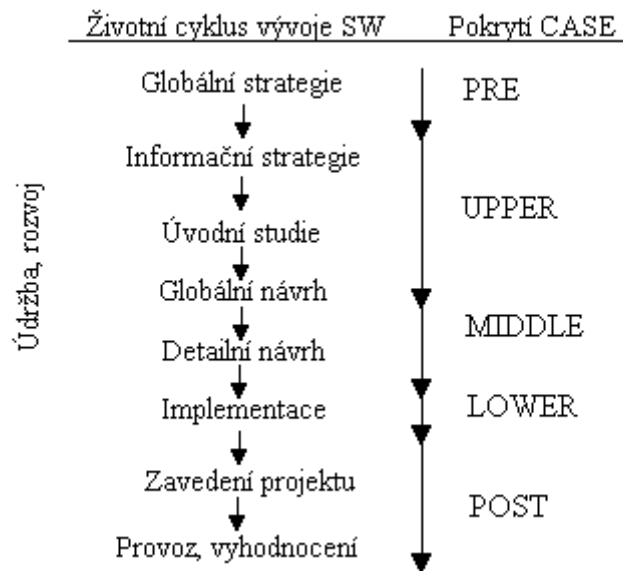 Životní cyklus vývoje SW
Pokrytí CASE
Globální strategie
PRE
Informační strategie
UPPER
Úvodní studie
Údržba, rozvoj
Globální návrh
MIDDLE
Detailní návrh
Implementace
LOWER
Zavedení projektu
POST
Provoz, vyhodnocení